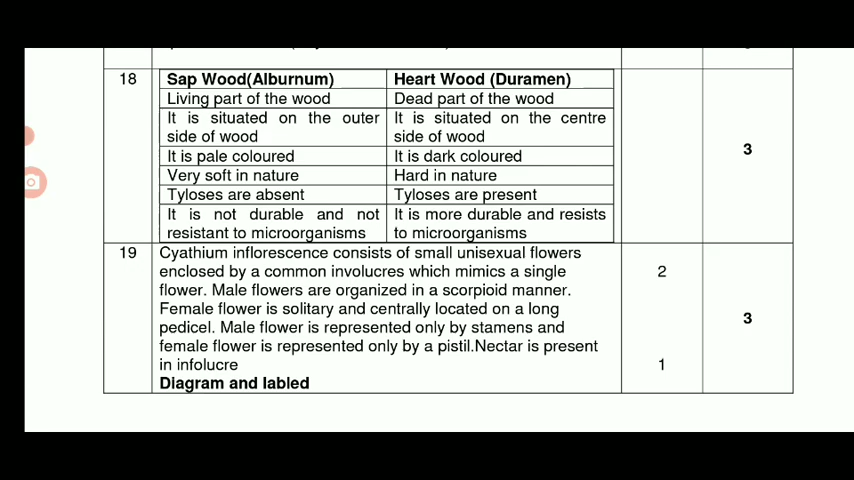 18
Sap Wood(Alburnum) Heart Wood (Duramen)
Living part of the wood Dead part of the wood
It is situated on the outer It is situated on the centre
side of wood side of wood
It is pale coloured It is dark coloured
3
Very soft in nature Hard in nature
Tyloses are absent Tyloses are present
It is not durable and not It is more durable and resists
resistant to microorganisms to microorganisms
19
Cyathium inflorescence consists of small unisexual flowers
enclosed by a common involucres which mimics a single 2
flower. Male flowers are organized in a scorpioid manner.
Female flower is solitary and centrally located on a long
3
pedicel. Male flower is represented only by stamens and
female flower is represented only by a pistil.Nectar is present
in infolucre 1
Diagram and labled